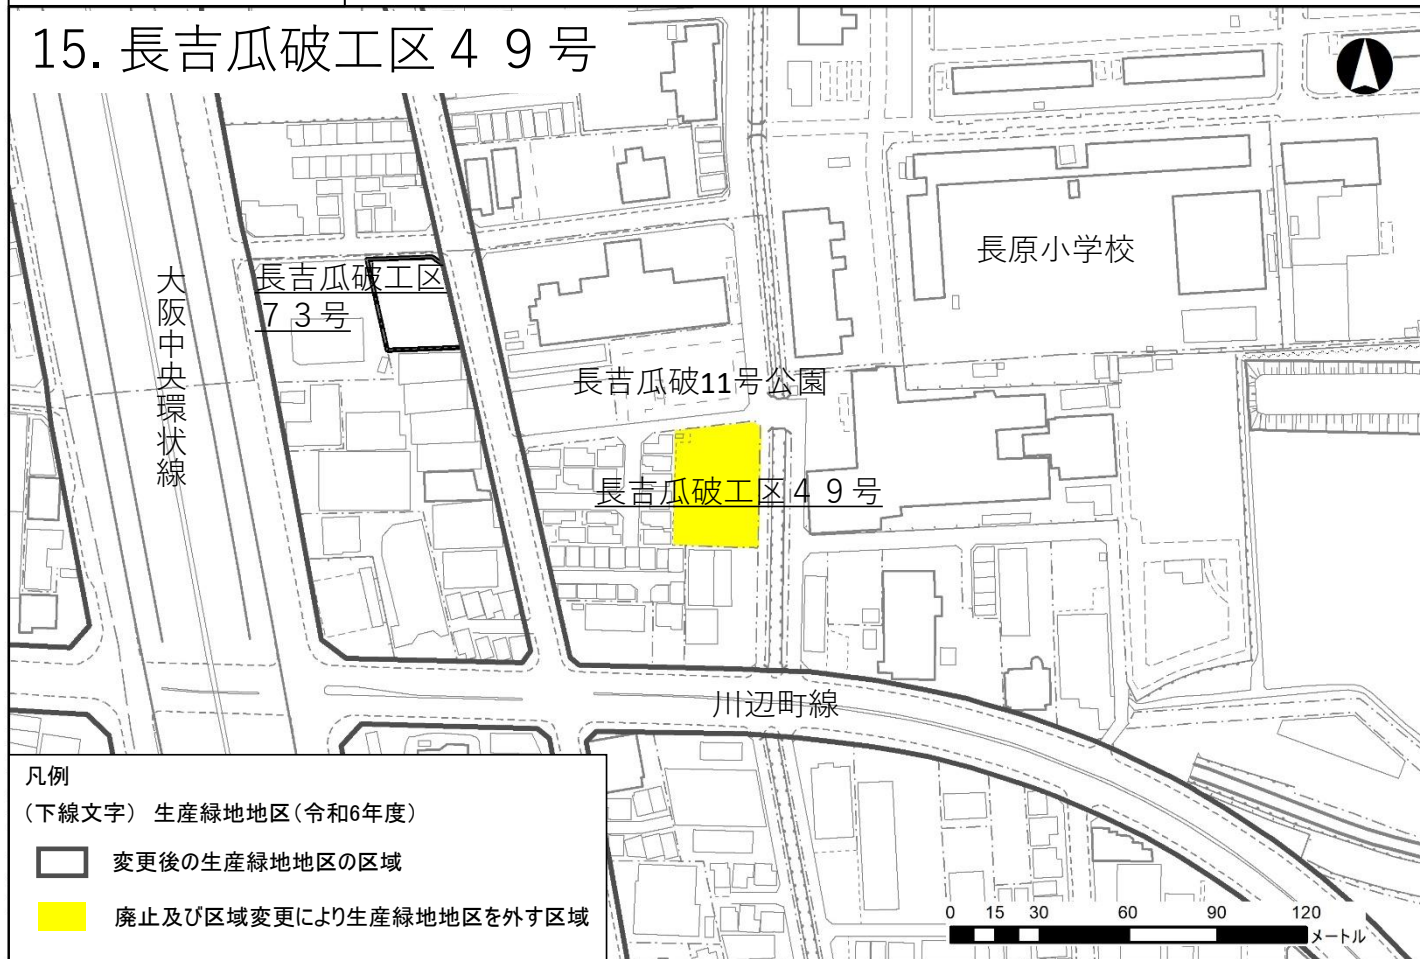 15. 長吉瓜破工区４９号
長原小学校
大阪中央環状線
長吉瓜破工区
７３号
長吉瓜破11号公園
長吉瓜破工区４９号
川辺町線
凡例
（下線文字） 生産緑地地区（令和6年度）
変更後の生産緑地地区の区域
廃止及び区域変更により生産緑地地区を外す区域
0 15 30 60 90 120
メートル